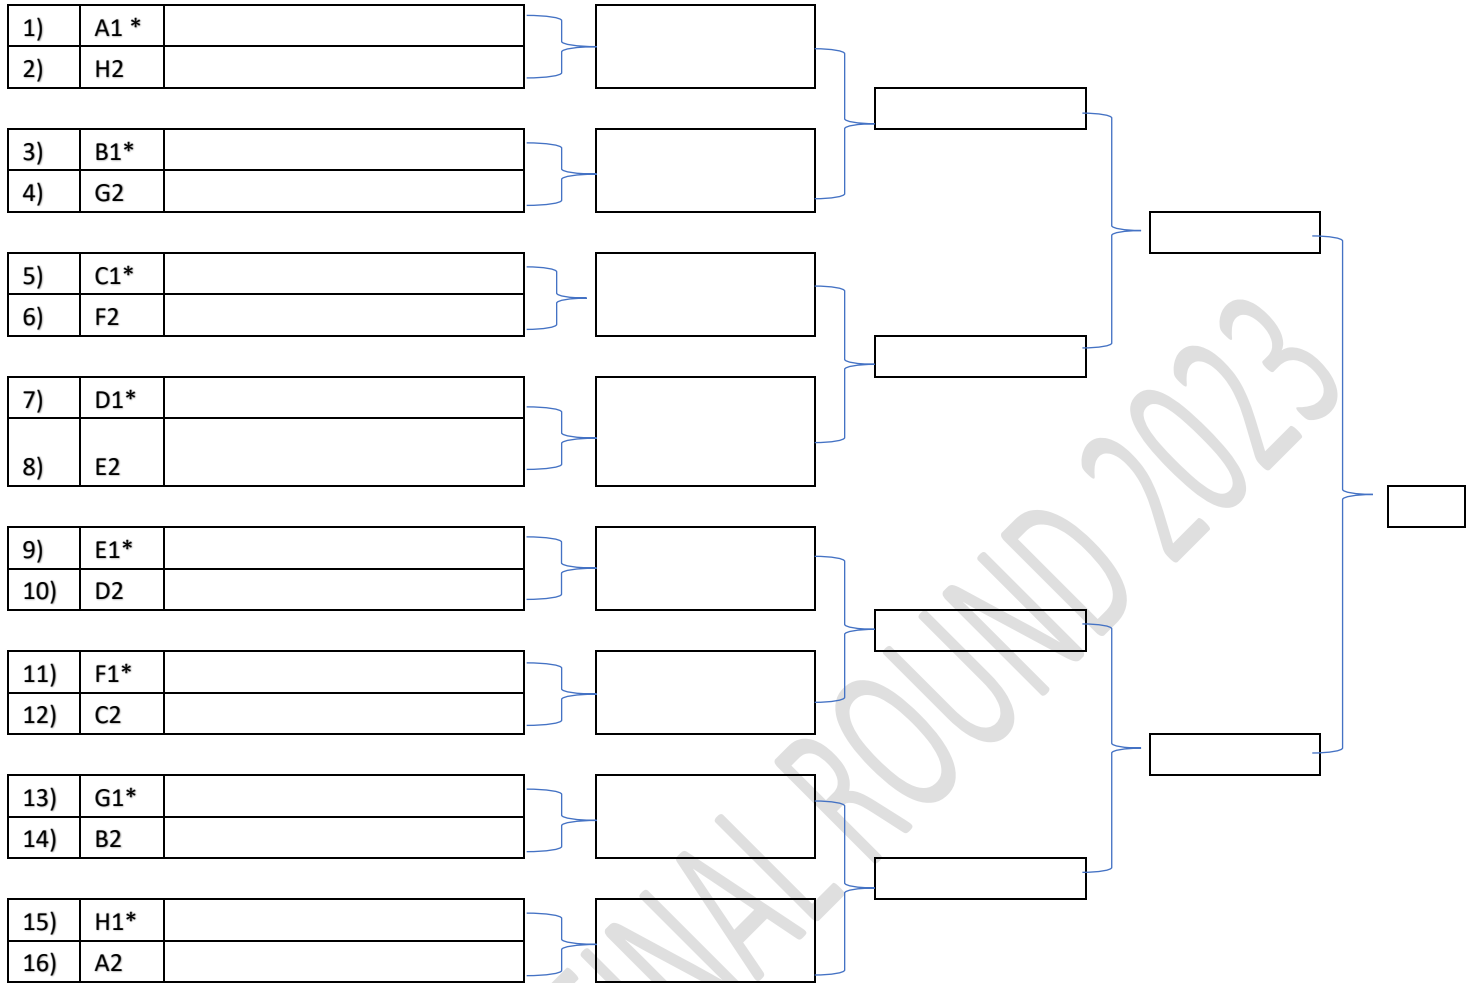 1) A1 *
2) H2
3) B1*
4) G2
5) C1*
6) F2
7) D1*
8) E2
9) E1*
10) D2
11) F1*
12) C2
13) G1*
14) B2
15) H1*
16) A2
FINAL ROUND 2023